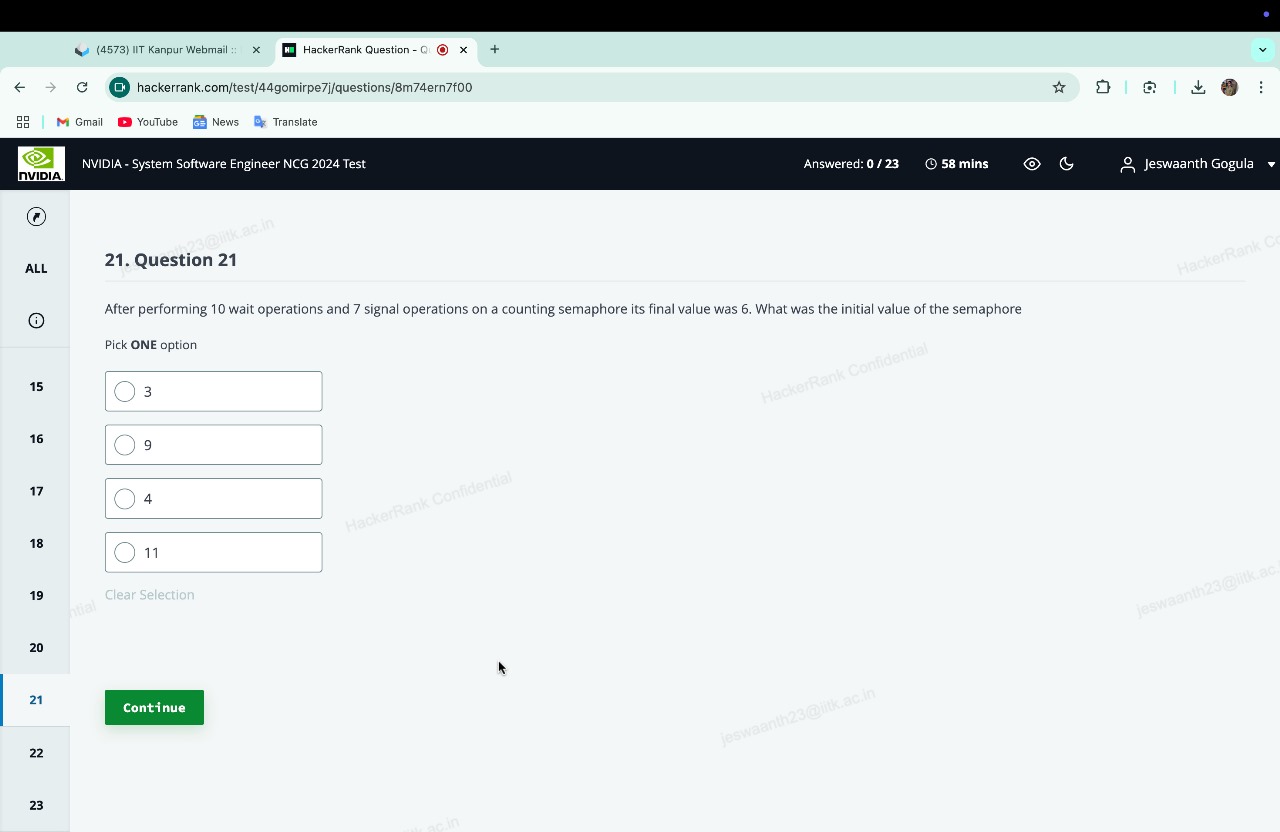 (4573) IIT Kanpur Webmail ::
HackerRank Question - Q
hackerrank.com/test/44gomirpe7j/questions/8m74ern7f00
Gmail
YouTube
News
Translate
NVIDIA.
NVIDIA - System Software Engineer NCG 2024 Test
Answered: 0 / 23
58 mins
Jeswaanth Gogula
ALL
15
16
17
18
19
20
21
22
23
21. Question 21
After performing 10 wait operations and 7 signal operations on a counting semaphore its final value was 6. What was the initial value of the semaphore
Pick ONE option
3
9
4
11
Clear Selection
Continue
jeswaanth23@iitk.ac.in
HackerRank Co
HackerRank Confidential
HackerRank Confidential
jeswaanth23@iitk.ac.
ntial
jeswaanth23@iitk.ac.in
itk.ac.in